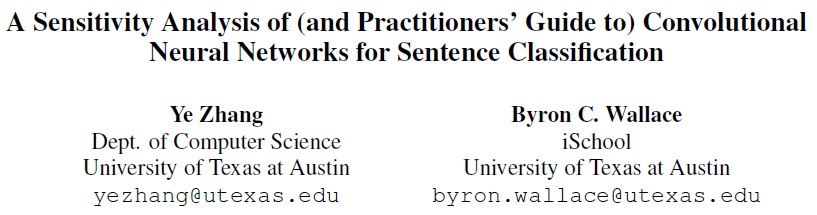 A Sensitivity Analysis of (and Practitioners’ Guide to) Convolutional
Neural Networks for Sentence Classification
Ye Zhang
Dept. of Computer Science
University of Texas at Austin
yezhang@utexas.edu
Byron C. Wallace
iSchool
University of Texas at Austin
byron.wallace@utexas.edu